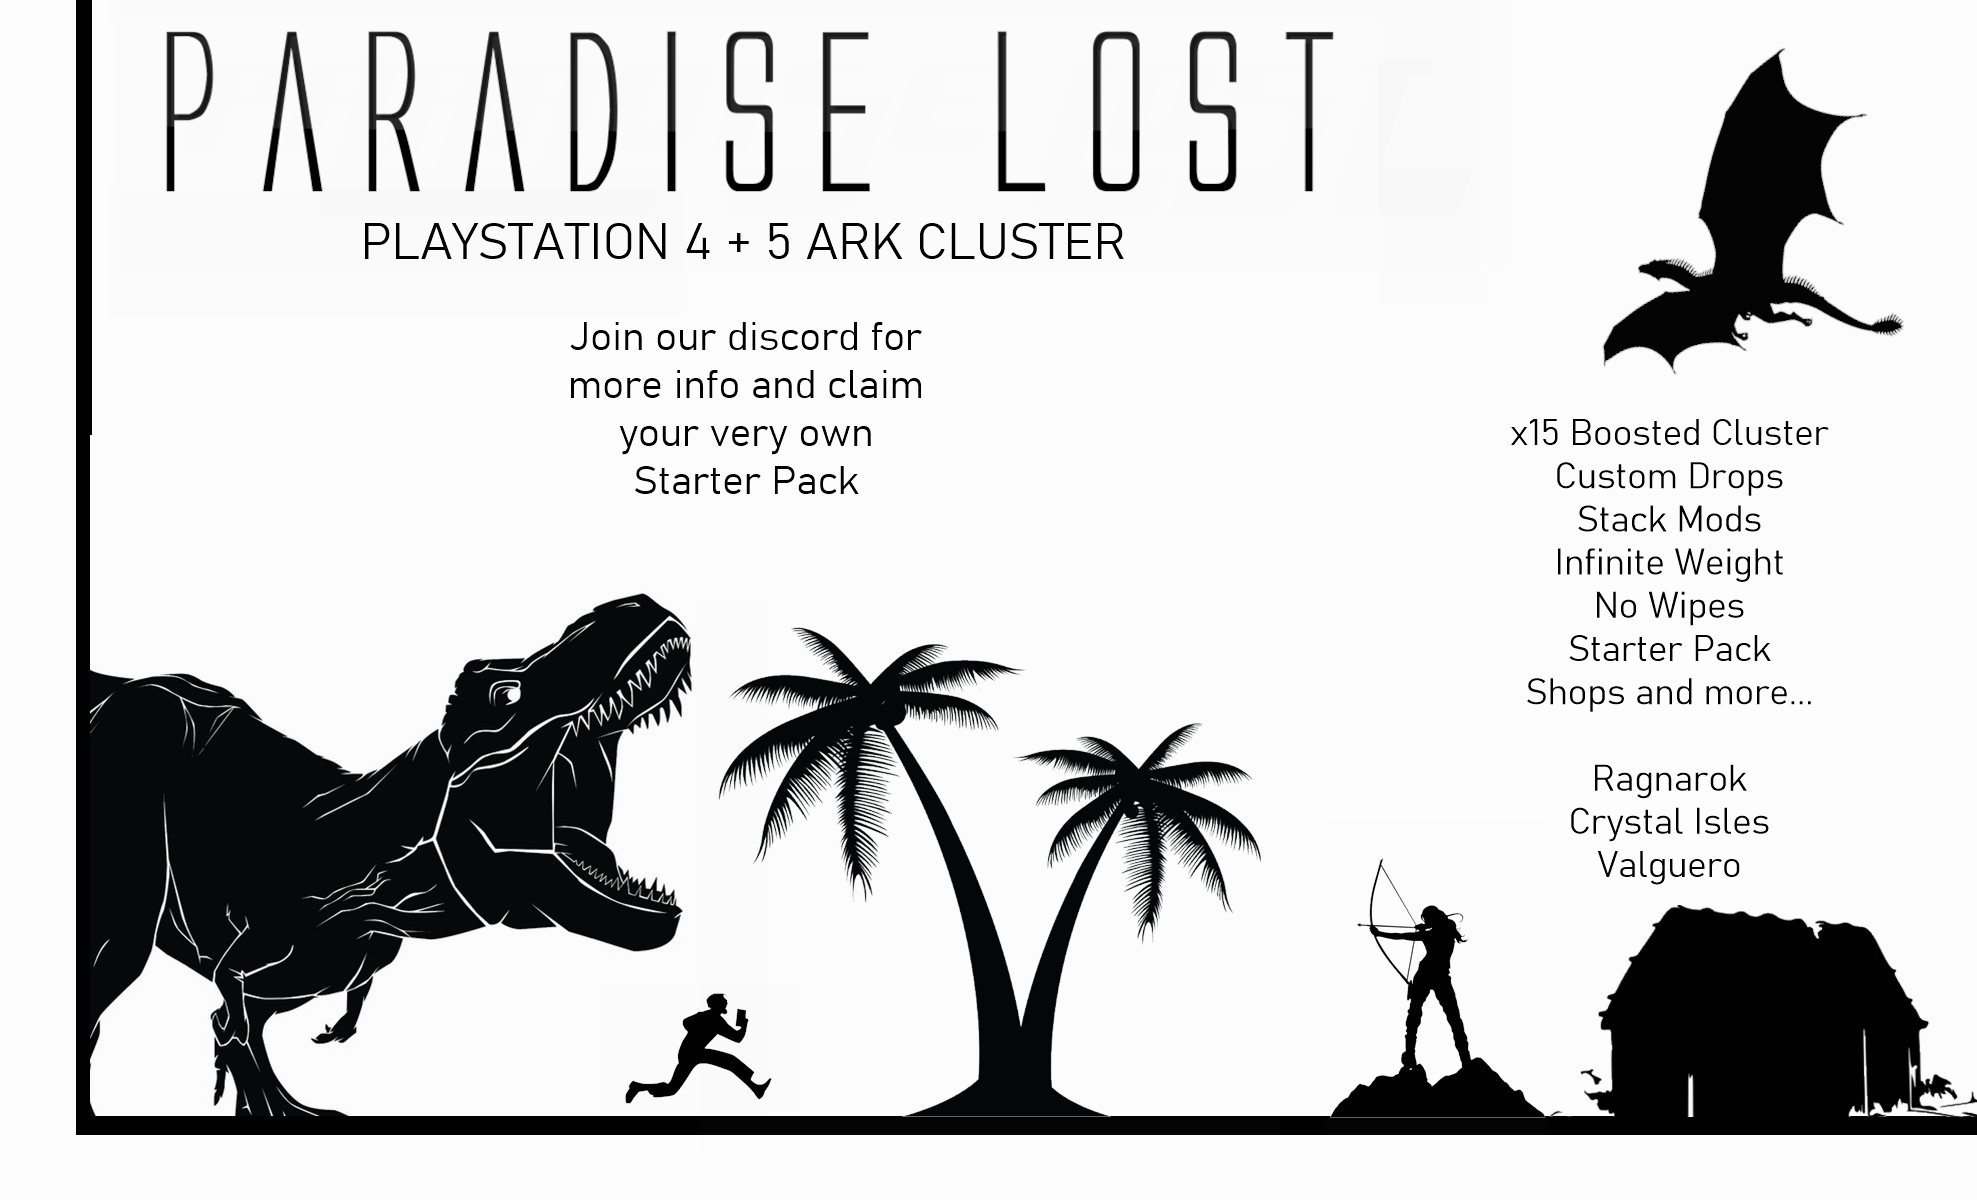 PARADISE LOST
PLAYSTATION 4 + 5 ARK CLUSTER
Join our discord for
more info and claim
your very own
Starter Pack
x15 Boosted Cluster
Custom Drops
Stack Mods
Infinite Weight
No Wipes
Starter Pack
Shops and more...
Ragnarok
Crystal Isles
Valguero